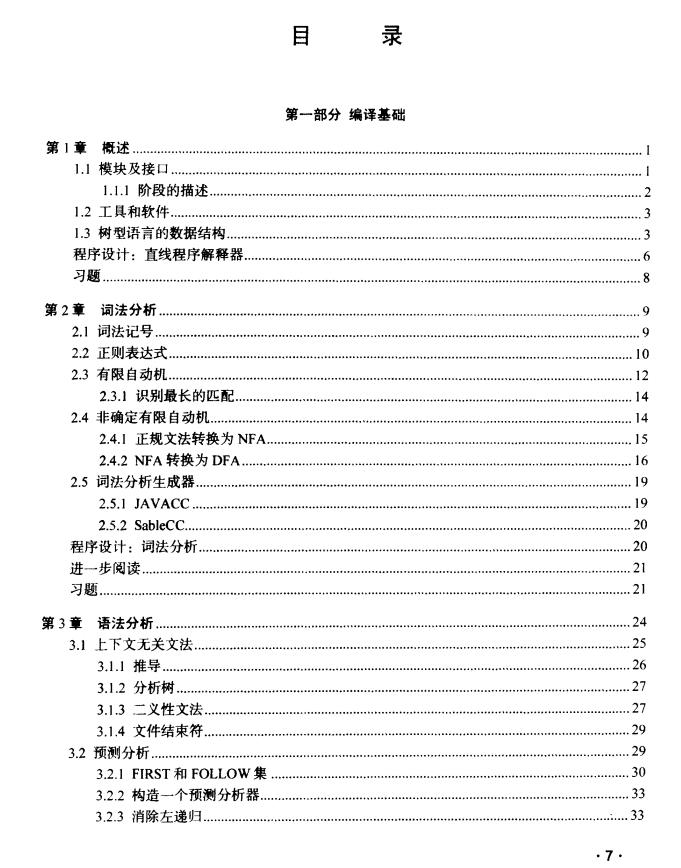 目 录
第一部分 编译基础
第1章 概述 1
1.1 模块及接口 1
1.1.1 阶段的描述 2
1.2 工具和软件 3
1.3 树型语言的数据结构 3
程序设计：直线程序解释器 6
习题 8
第2章 词法分析 9
2.1 词法记号 9
2.2 正则表达式 10
2.3 有限自动机 12
2.3.1 识别最长的匹配 14
2.4 非确定有限自动机 14
2.4.1 正规文法转换为 NFA 15
2.4.2 NFA 转换为 DFA 16
2.5 词法分析生成器 19
2.5.1 JAVACC 19
2.5.2 SableCC 20
程序设计：词法分析 20
进一步阅读 21
习题 21
第3章 语法分析 24
3.1 上下文无关文法 25
3.1.1 推导 26
3.1.2 分析树 27
3.1.3 二义性文法 27
3.1.4 文件结束符 29
3.2 预测分析 29
3.2.1 FIRST 和 FOLLOW 集 30
3.2.2 构造一个预测分析器 33
3.2.3 消除左递归 33
·7·